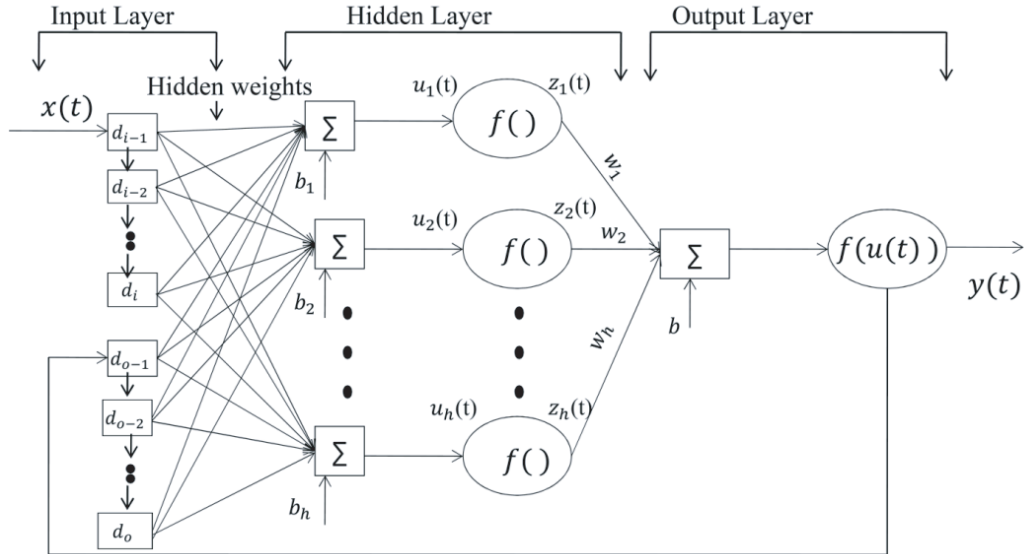 Input Layer
Hidden Layer
Output Layer
Hidden weights
x(t)
d_{i-1}
d_{i-2}
d_i
d_{o-1}
d_{o-2}
d_o
∑
b_1
u_1(t)
f()
z_1(t)
w_1
∑
b_2
u_2(t)
f()
z_2(t)
w_2
∑
b_h
u_h(t)
f()
z_h(t)
w_h
∑
b
f(u(t))
y(t)